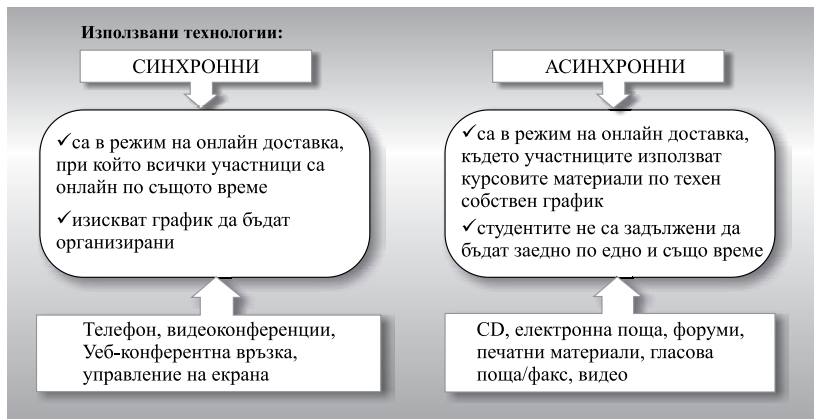 Използвани технологии:
СИНХРОННИ
✓са в режим на онлайн доставка,
при който всички участници са
онлайн по същото време
✓изискват график да бъдат
организирани
Телефон, видеоконференции,
Уеб-конферентна връзка,
управление на екрана
АСИНХРОННИ
✓са в режим на онлайн доставка,
където участниците използват
курсовите материали по техен
собствен график
✓студентите не са задължени да
бъдат заедно по едно и също време
CD, електронна поща, форуми,
печатни материали, гласова
поща/факс, видео